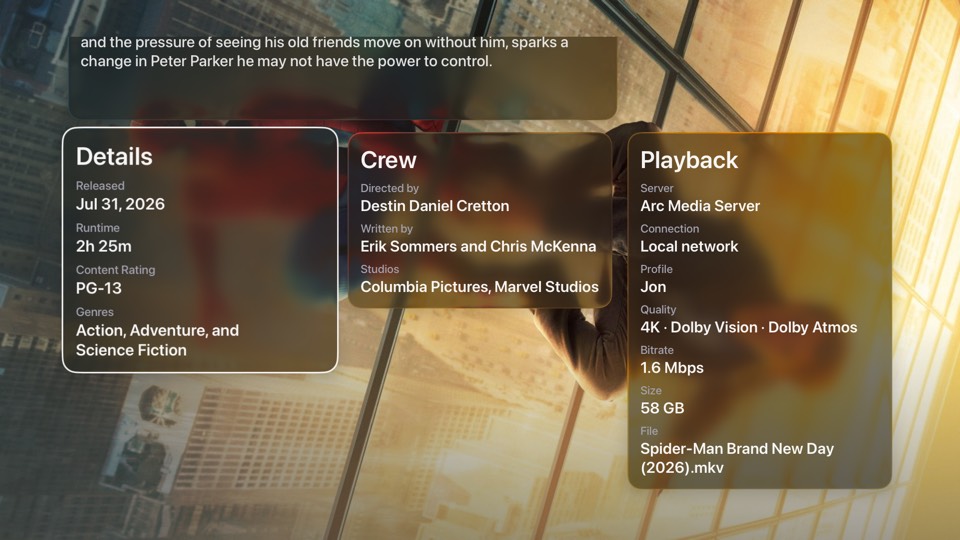 and the pressure of seeing his old friends move on without him, sparks a
change in Peter Parker he may not have the power to control.
Details
Released
Jul 31, 2026
Runtime
2h 25m
Content Rating
PG-13
Genres
Action, Adventure, and
Science Fiction
Crew
Directed by
Destin Daniel Cretton
Written by
Erik Sommers and Chris McKenna
Studios
Columbia Pictures, Marvel Studios
Playback
Server
Arc Media Server
Connection
Local network
Profile
Jon
Quality
4K · Dolby Vision · Dolby Atmos
Bitrate
1.6 Mbps
Size
58 GB
File
Spider-Man Brand New Day
(2026).mkv